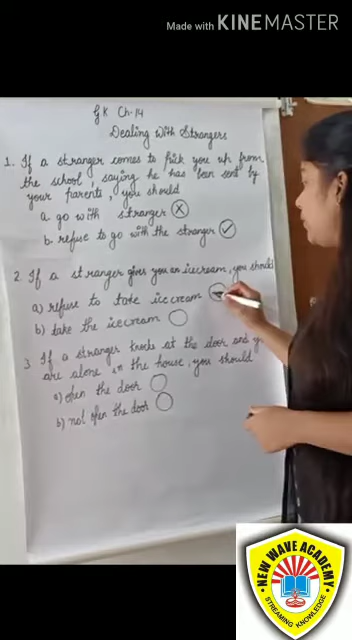 Made with KINEMASTER
GK Ch-14
Dealing With Strangers
1. If a stranger comes to pick you up from
the school, saying he has been sent by
your parents, you should
a. go with stranger
b. refuse to go with the stranger
2. If a stranger gives you an icecream, you should
a) refuse to take icecream
b) take the icecream
3. If a stranger knocks at the door and y
are alone in the house, you should
a) open the door
b) not open the door
NEW WAVE ACADEMY
STREAMING KNOWLEDGE